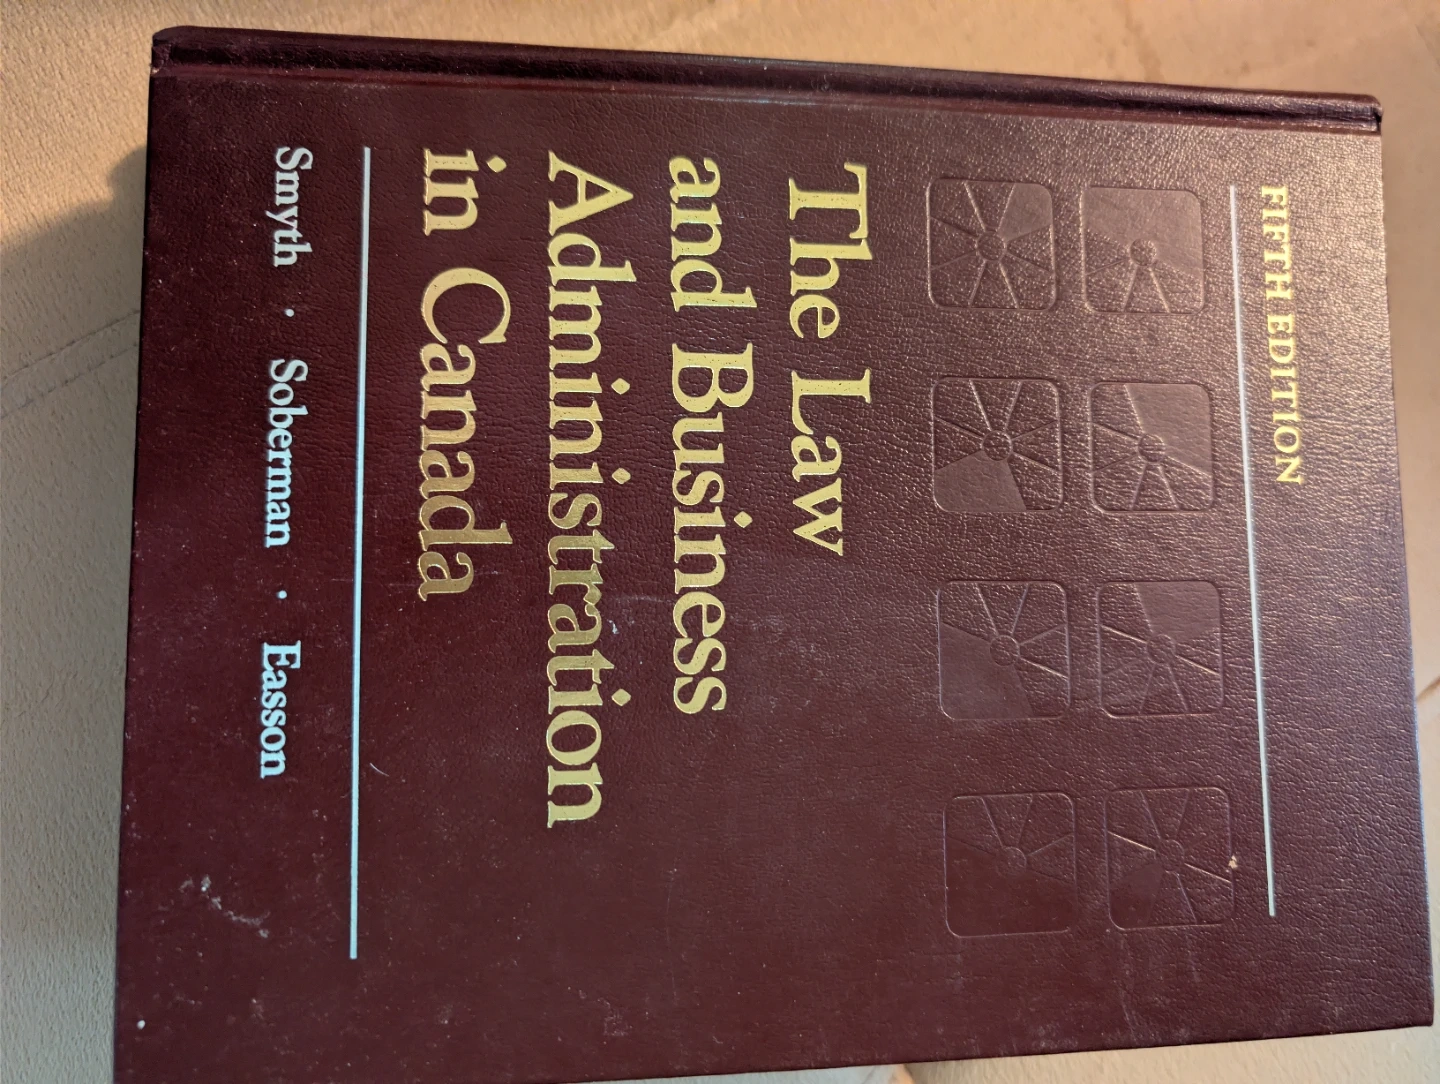 FIFTH EDITION
The Law
and Business
Administration
in Canada
Smyth · Soberman · Easson